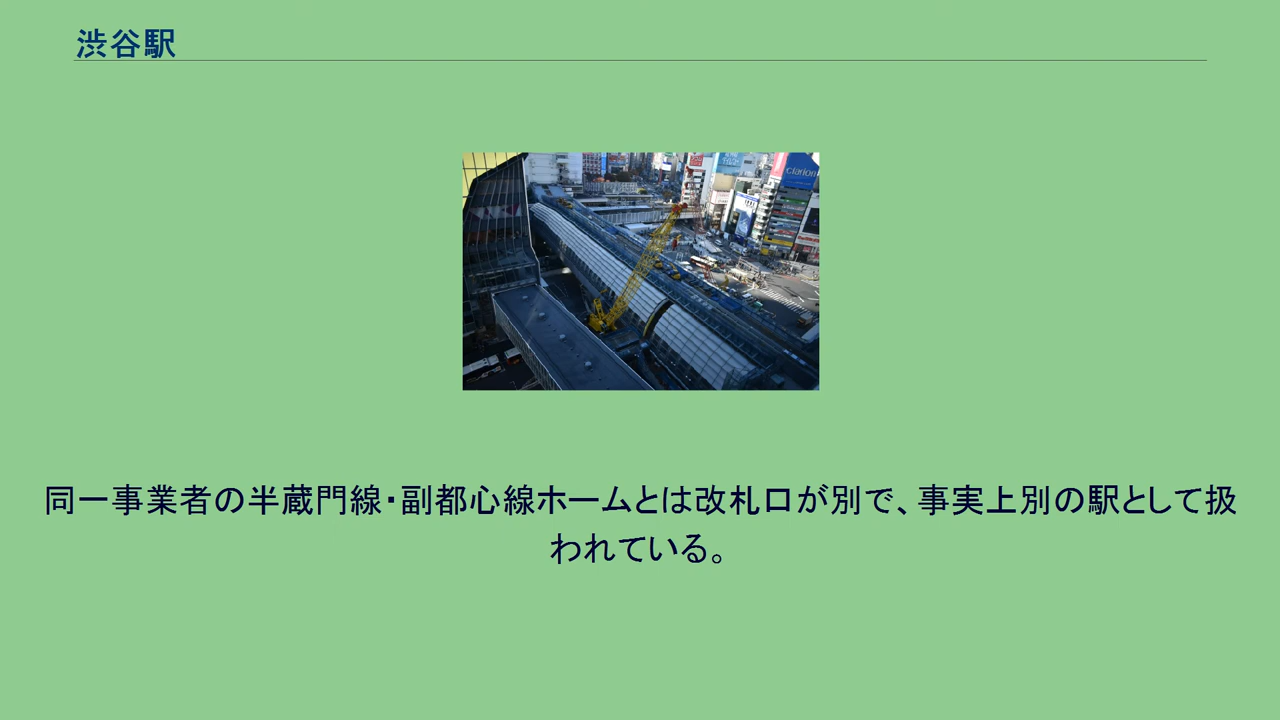 渋谷駅
clarion
同一事業者の半蔵門線・副都心線ホームとは改札口が別で、事実上別の駅として扱
われている。